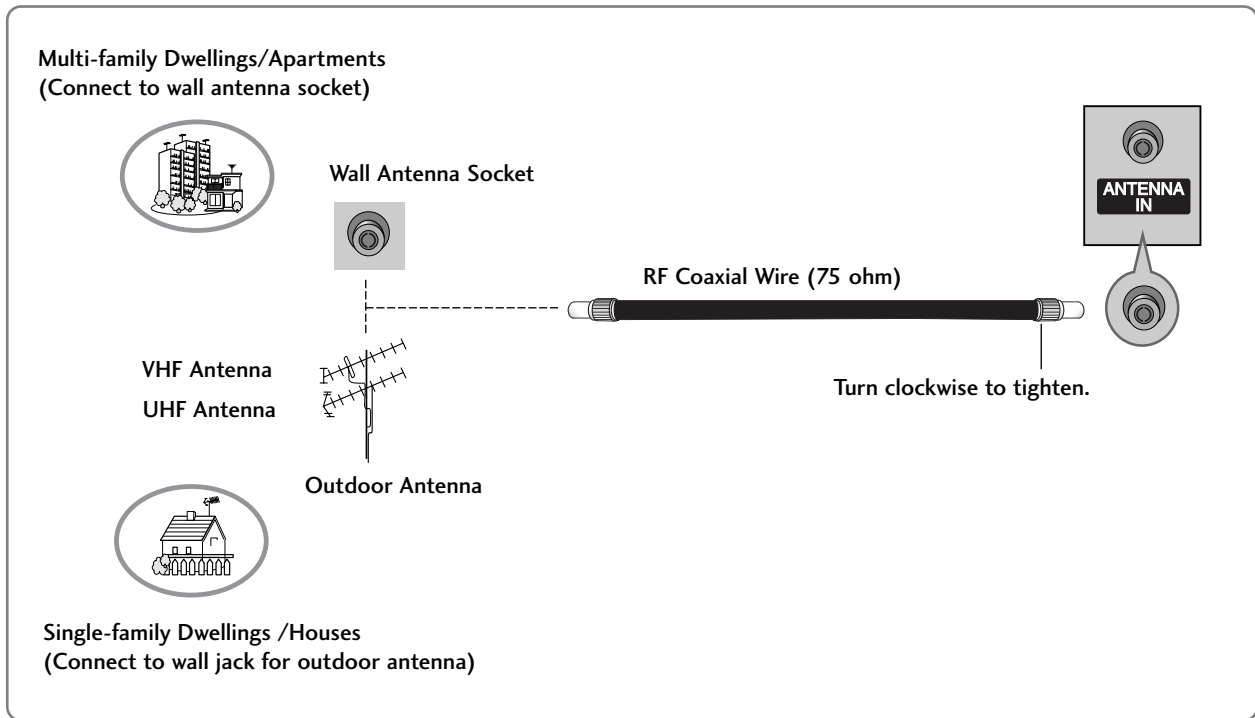 Multi-family Dwellings/Apartments
(Connect to wall antenna socket)
Wall Antenna Socket
ANTENNA
IN
RF Coaxial Wire (75 ohm)
Turn clockwise to tighten.
VHF Antenna
UHF Antenna
Outdoor Antenna
Single-family Dwellings /Houses
(Connect to wall jack for outdoor antenna)